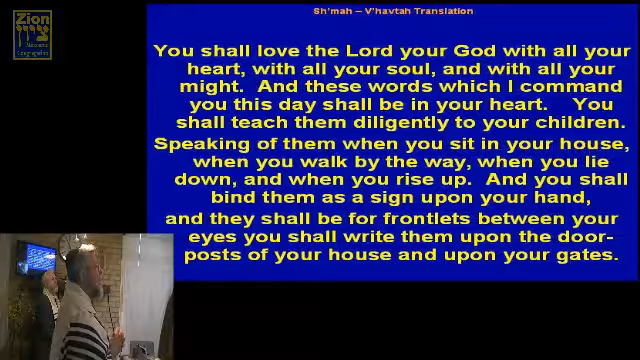 Zion
ציון
Messianic
Congregation
Sh'mah – V'havtah Translation
You shall love the Lord your God with all your
heart, with all your soul, and with all your
might.  And these words which I command
you this day shall be in your heart.    You
shall teach them diligently to your children.
Speaking of them when you sit in your house,
when you walk by the way, when you lie
down, and when you rise up.  And you shall
bind them as a sign upon your hand,
and they shall be for frontlets between your
eyes you shall write them upon the door-
posts of your house and upon your gates.